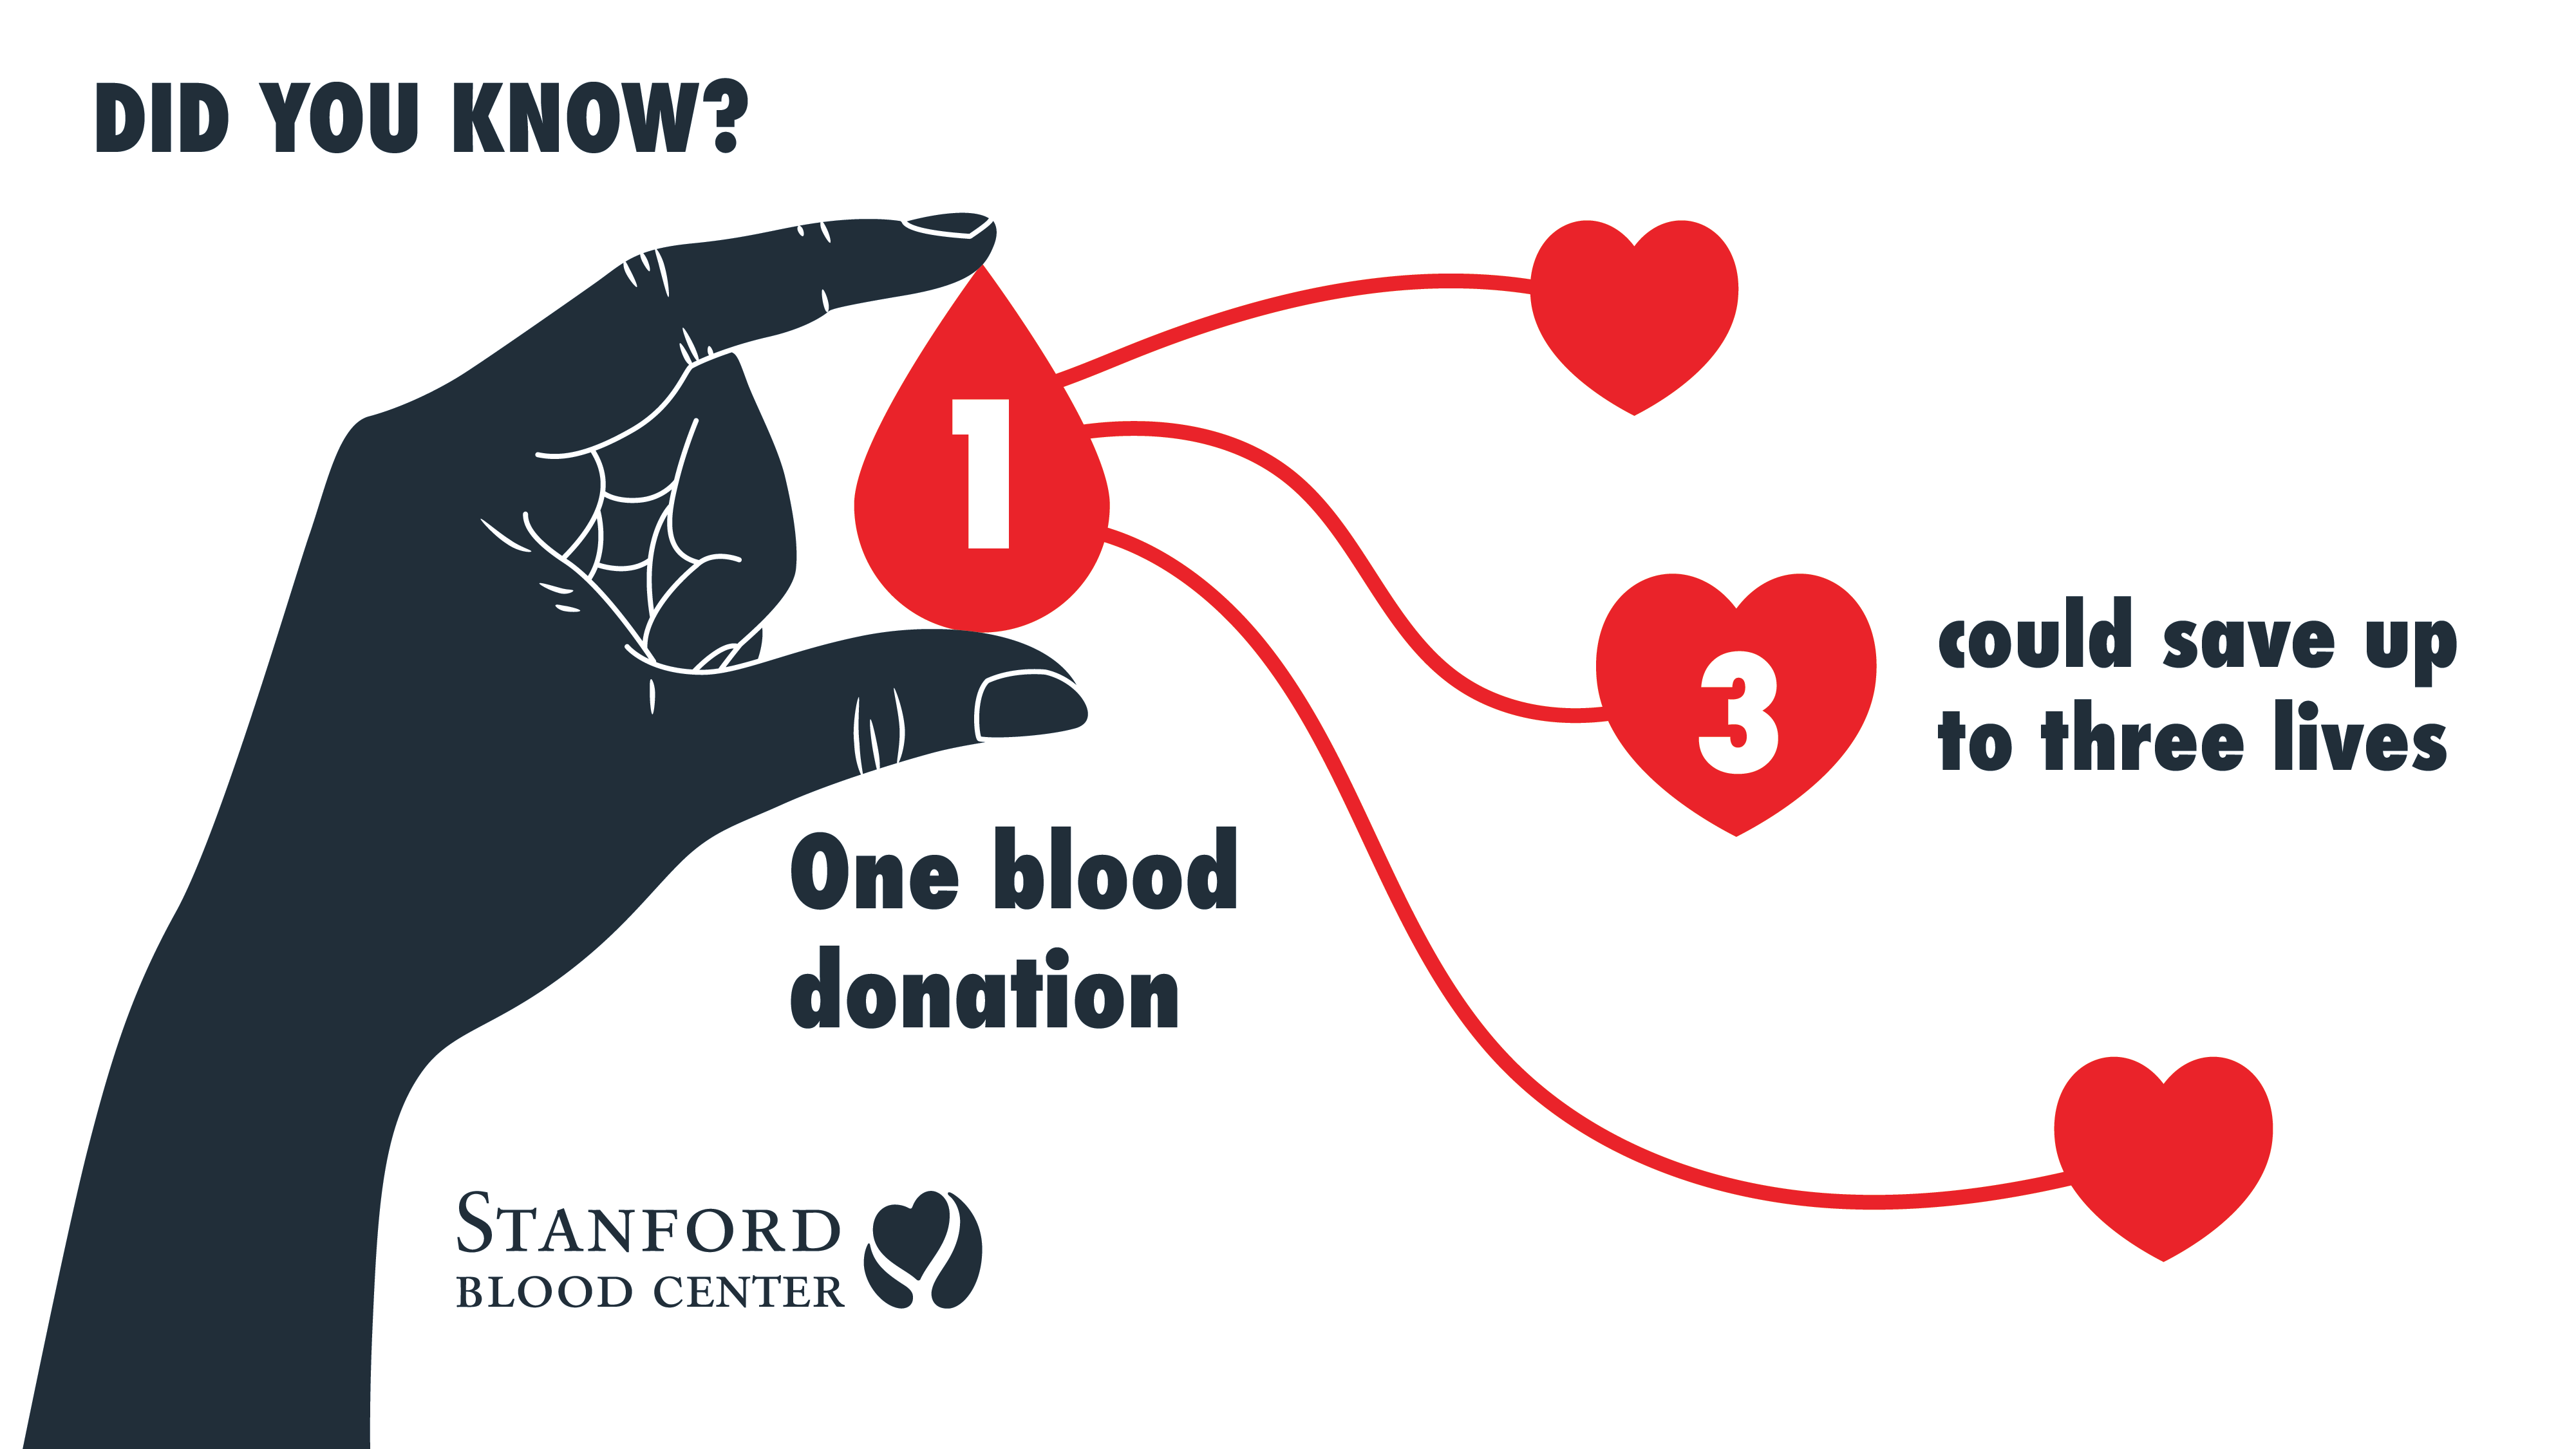 DID YOU KNOW?
1
One blood
donation
3
could save up
to three lives
STANFORD
BLOOD CENTER